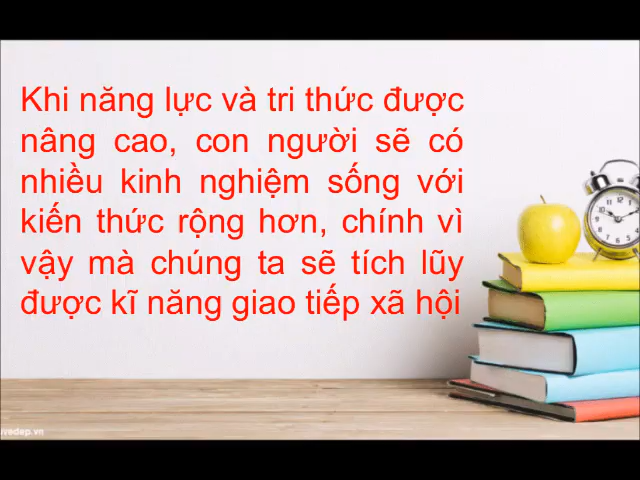 Khi năng lực và tri thức được
nâng cao, con người sẽ có
nhiều kinh nghiệm sống với
kiến thức rộng hơn, chính vì
vậy mà chúng ta sẽ tích lũy
được kĩ năng giao tiếp xã hội